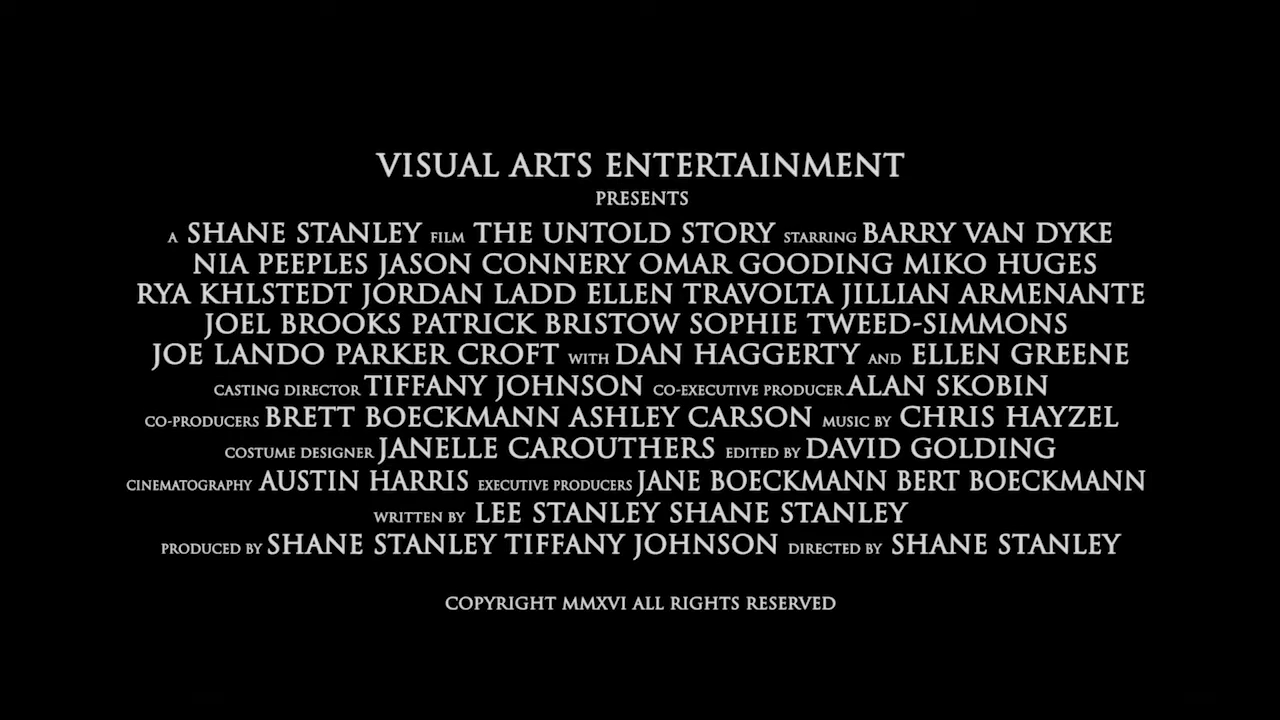 VISUAL ARTS ENTERTAINMENT
PRESENTS
A SHANE STANLEY FILM THE UNTOLD STORY STARRING BARRY VAN DYKE
NIA PEEPLES JASON CONNERY OMAR GOODING MIKO HUGES
RYA KHLSTEDT JORDAN LADD ELLEN TRAVOLTA JILLIAN ARMENANTE
JOEL BROOKS PATRICK BRISTOW SOPHIE TWEED-SIMMONS
JOE LANDO PARKER CROFT WITH DAN HAGGERTY AND ELLEN GREENE
CASTING DIRECTOR TIFFANY JOHNSON CO-EXECUTIVE PRODUCER ALAN SKOBIN
CO-PRODUCERS BRETT BOECKMANN ASHLEY CARSON MUSIC BY CHRIS HAYZEL
COSTUME DESIGNER JANELLE CAROUTHERS EDITED BY DAVID GOLDING
CINEMATOGRAPHY AUSTIN HARRIS EXECUTIVE PRODUCERS JANE BOECKMANN BERT BOECKMANN
WRITTEN BY LEE STANLEY SHANE STANLEY
PRODUCED BY SHANE STANLEY TIFFANY JOHNSON DIRECTED BY SHANE STANLEY
COPYRIGHT MMXVI ALL RIGHTS RESERVED